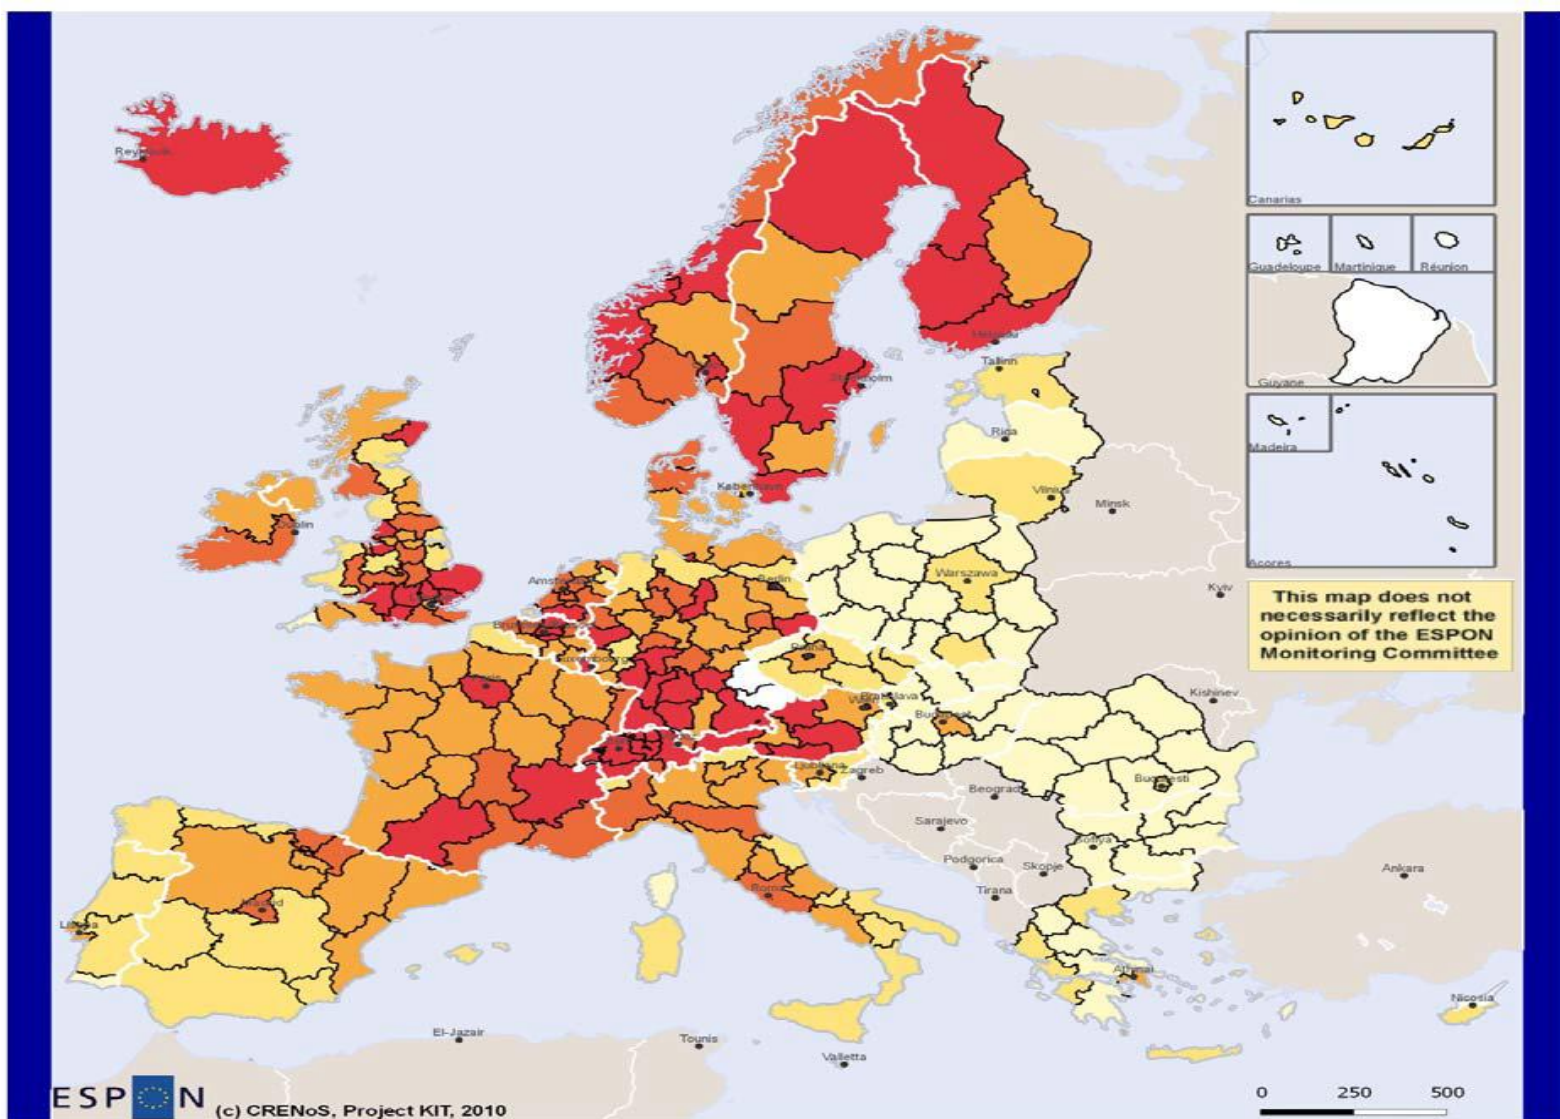 Reykjavik
Canarias
Guadeloupe
Martinique
Réunion
Helsinki
Tallinn
Guyane
Stockholm
Riga
Madeira
København
Vilnius
Minsk
Dublin
Acores
Amsterdam
Berlin
Warszawa
Kyiv
This map does not
necessarily reflect the
opinion of the ESPON
Monitoring Committee
Luxembourg
Praha
Paris
Bratislava
Kishinev
Budapest
Ljubljana
Zagreb
Beograd
Bucuresti
Sarajevo
Sofiya
Podgorica
Skopje
Ankara
Tirana
Roma
Madrid
Lisboa
Athinai
Nicosia
El-Jazair
Tounis
Valletta
ESPON
(c) CRENoS, Project KIT, 2010
0 250 500